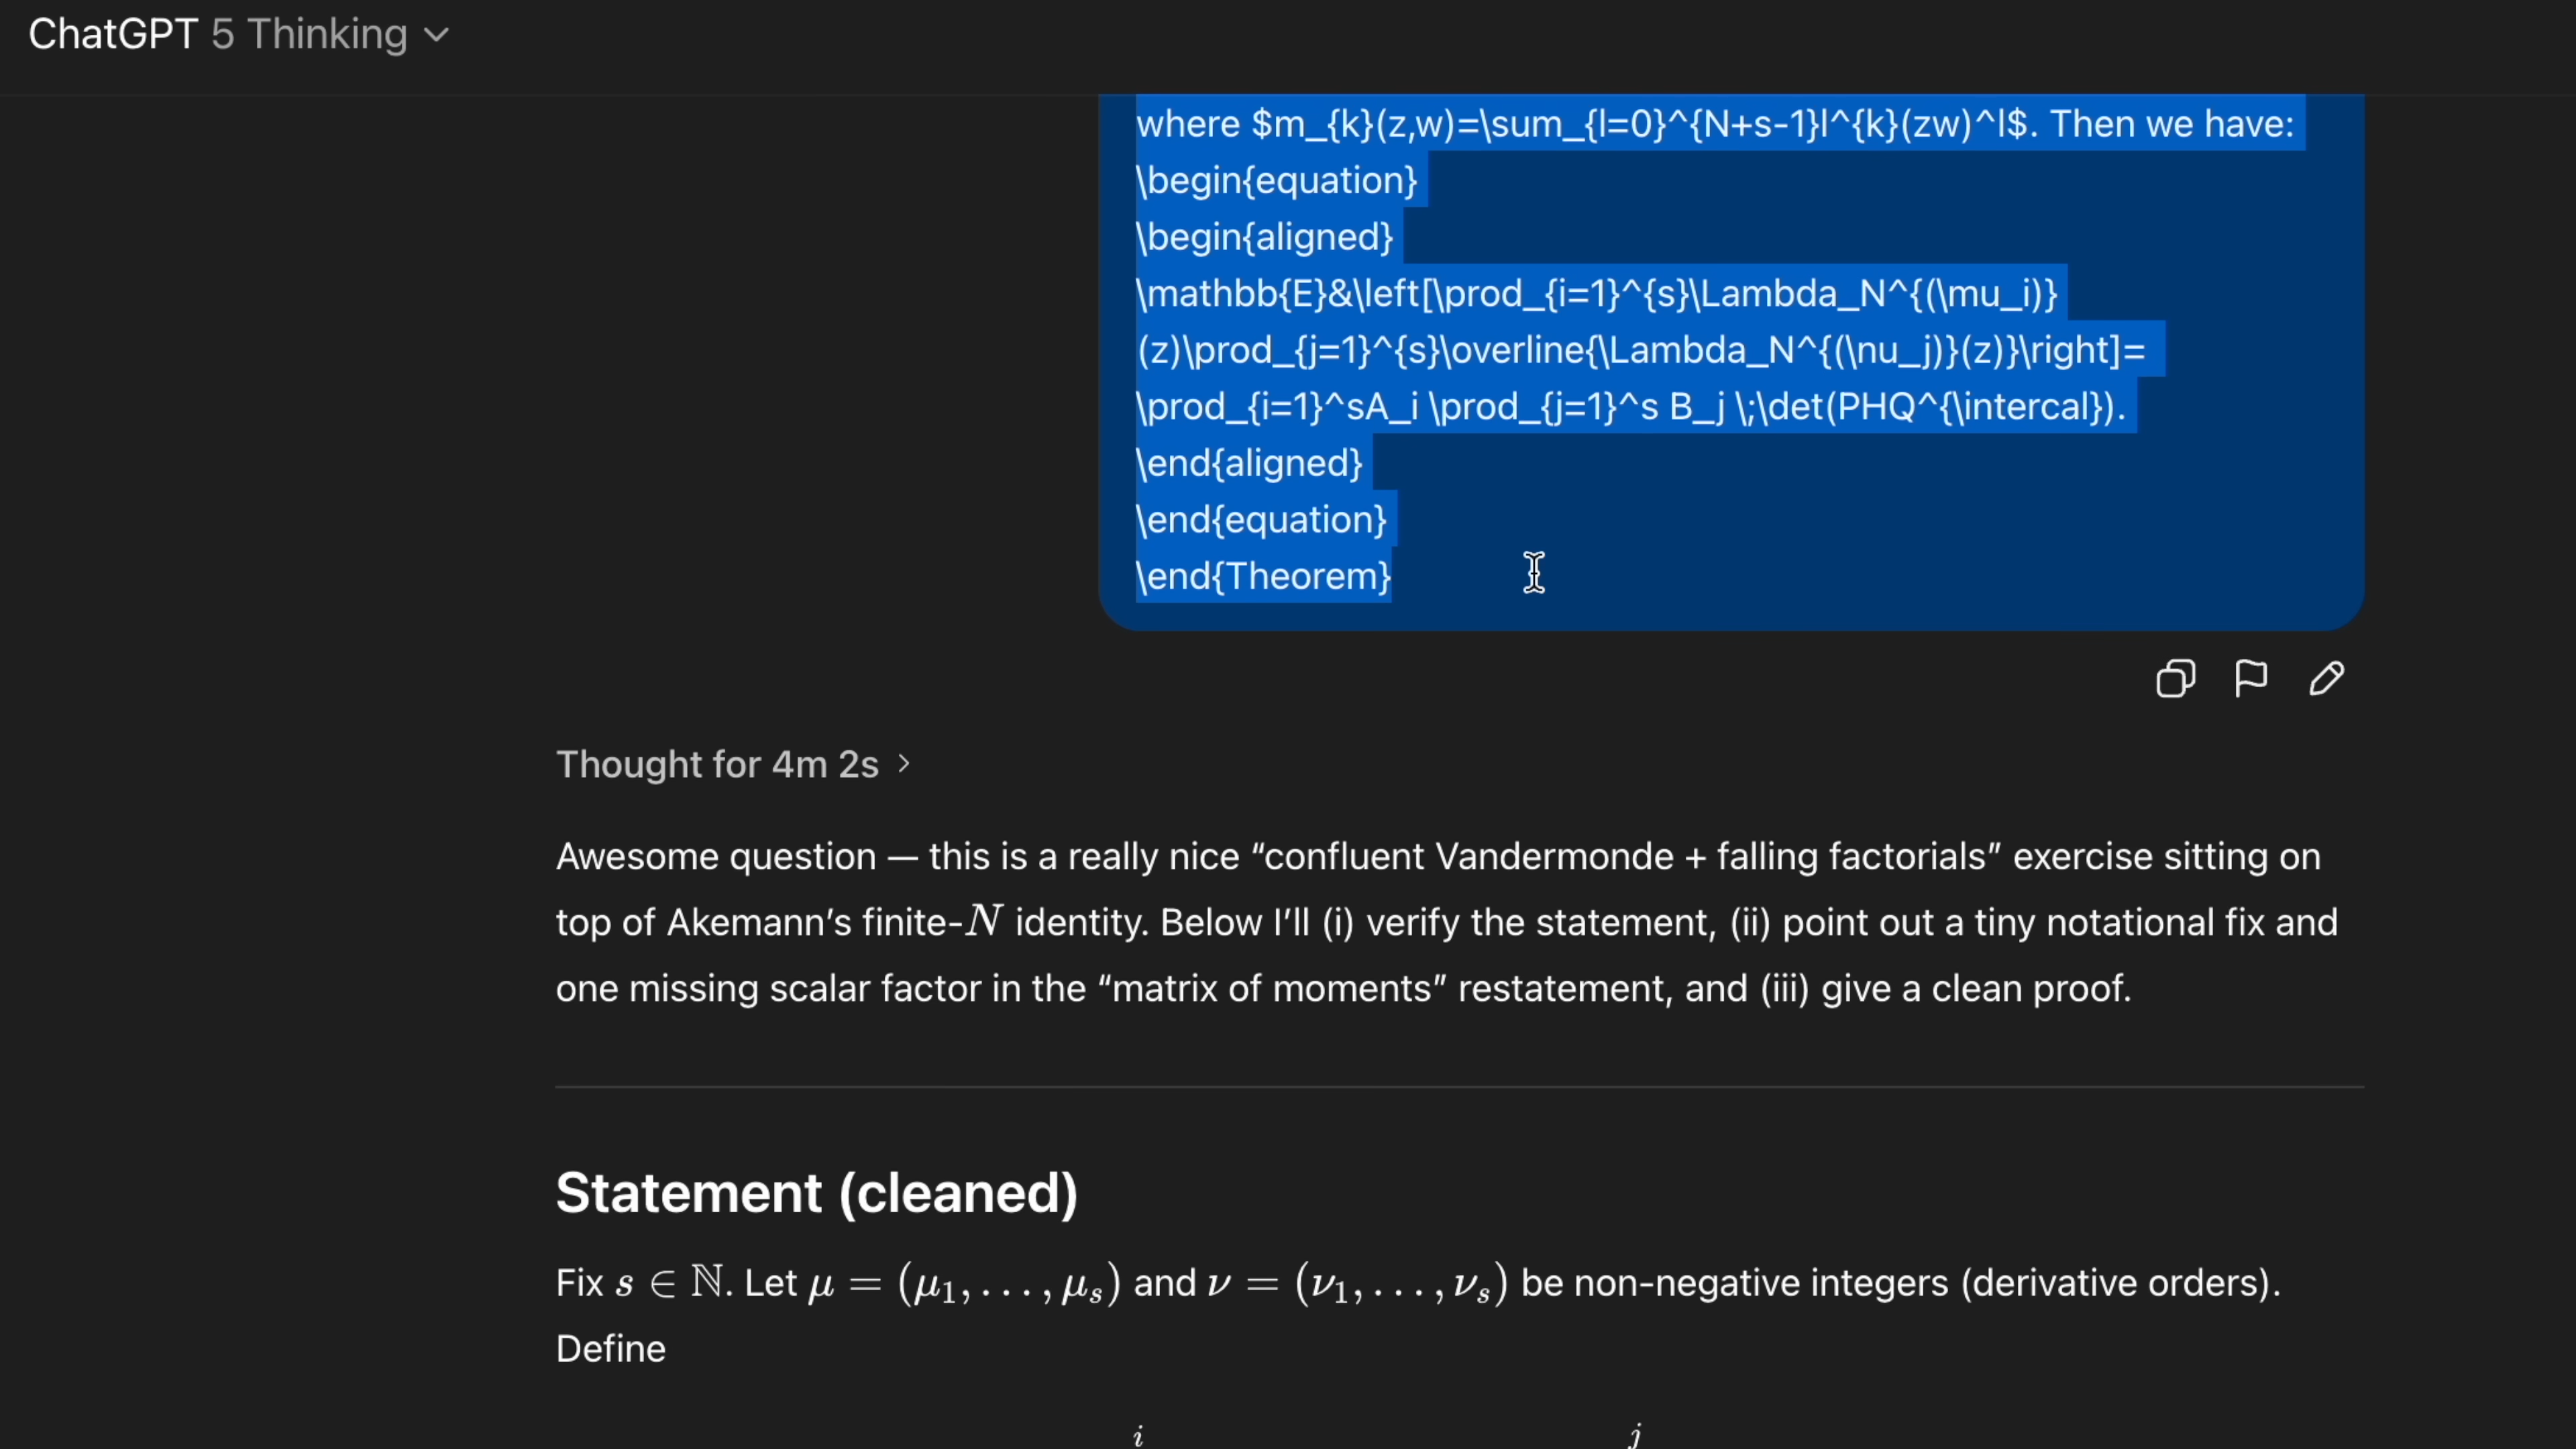 ChatGPT 5 Thinking
where $m_{k}(z,w)=\sum_{l=0}^{N+s-1}l^{k}(zw)^l$. Then we have:
\begin{equation}
\begin{aligned}
\mathbb{E}&\left[\prod_{i=1}^{s}\Lambda_N^{(\mu_i)}
(z)\prod_{j=1}^{s}\overline{\Lambda_N^{(\nu_j)}(z)}\right]=
\prod_{i=1}^sA_i \prod_{j=1}^s B_j \;\det(PHQ^{\intercal}).
\end{aligned}
\end{equation}
\end{Theorem}
Thought for 4m 2s
Awesome question — this is a really nice “confluent Vandermonde + falling factorials” exercise sitting on
top of Akemann’s finite-N identity. Below I’ll (i) verify the statement, (ii) point out a tiny notational fix and
one missing scalar factor in the “matrix of moments” restatement, and (iii) give a clean proof.
Statement (cleaned)
Fix s ∈ ℕ. Let μ = (μ₁, . . . , μₛ) and ν = (ν₁, . . . , νₛ) be non-negative integers (derivative orders).
Define
i j